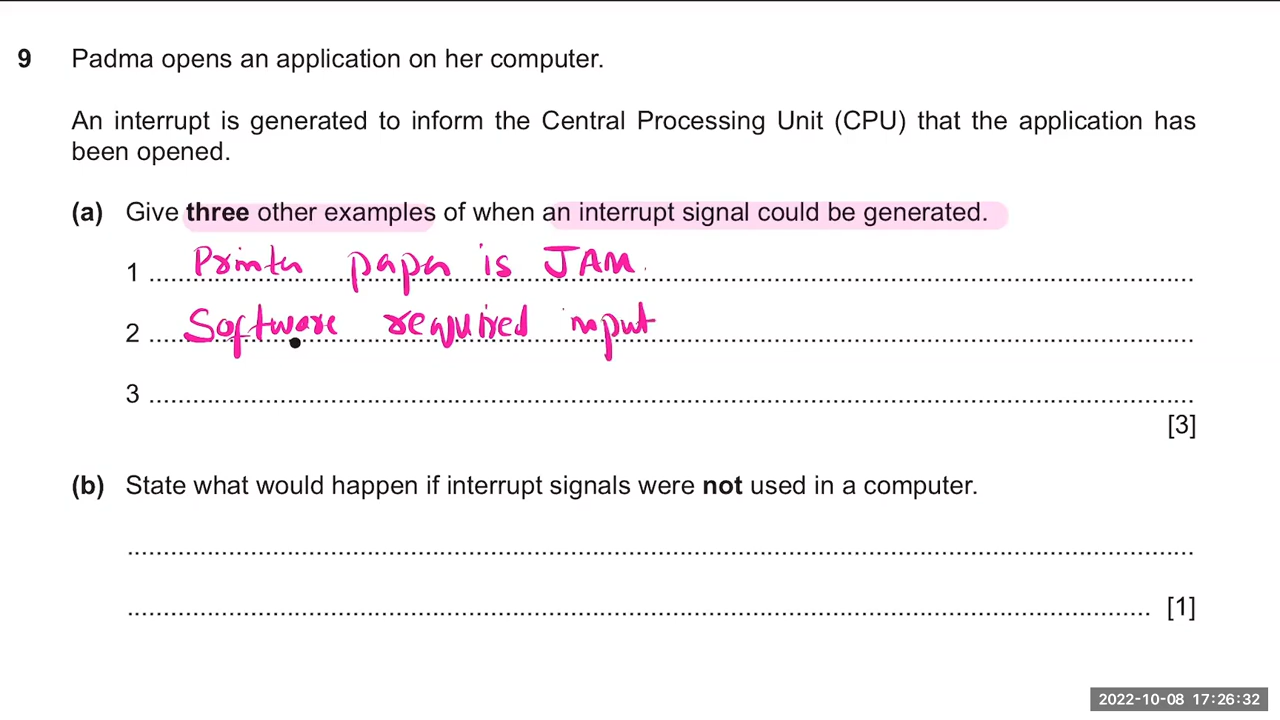 9 Padma opens an application on her computer.
An interrupt is generated to inform the Central Processing Unit (CPU) that the application has
been opened.
(a) Give three other examples of when an interrupt signal could be generated.
1 Printer paper is JAM
2 Software required input
3
[3]
(b) State what would happen if interrupt signals were not used in a computer.
[1]
2022-10-08 17:26:32